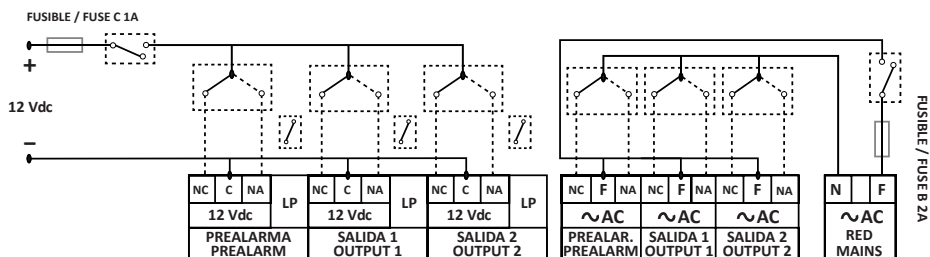 FUSIBLE / FUSE C 1A
+
12 Vdc
−
FUSIBLE / FUSE B 2A
NC C NA LP NC C NA LP NC C NA LP
12 Vdc 12 Vdc 12 Vdc
PREALARMA SALIDA 1 SALIDA 2
PREALARM OUTPUT 1 OUTPUT 2
NC F NA NC F NA NC F NA N F
~AC ~AC ~AC ~AC
PREALAR. SALIDA 1 SALIDA 2 RED
PREALARM OUTPUT 1 OUTPUT 2 MAINS